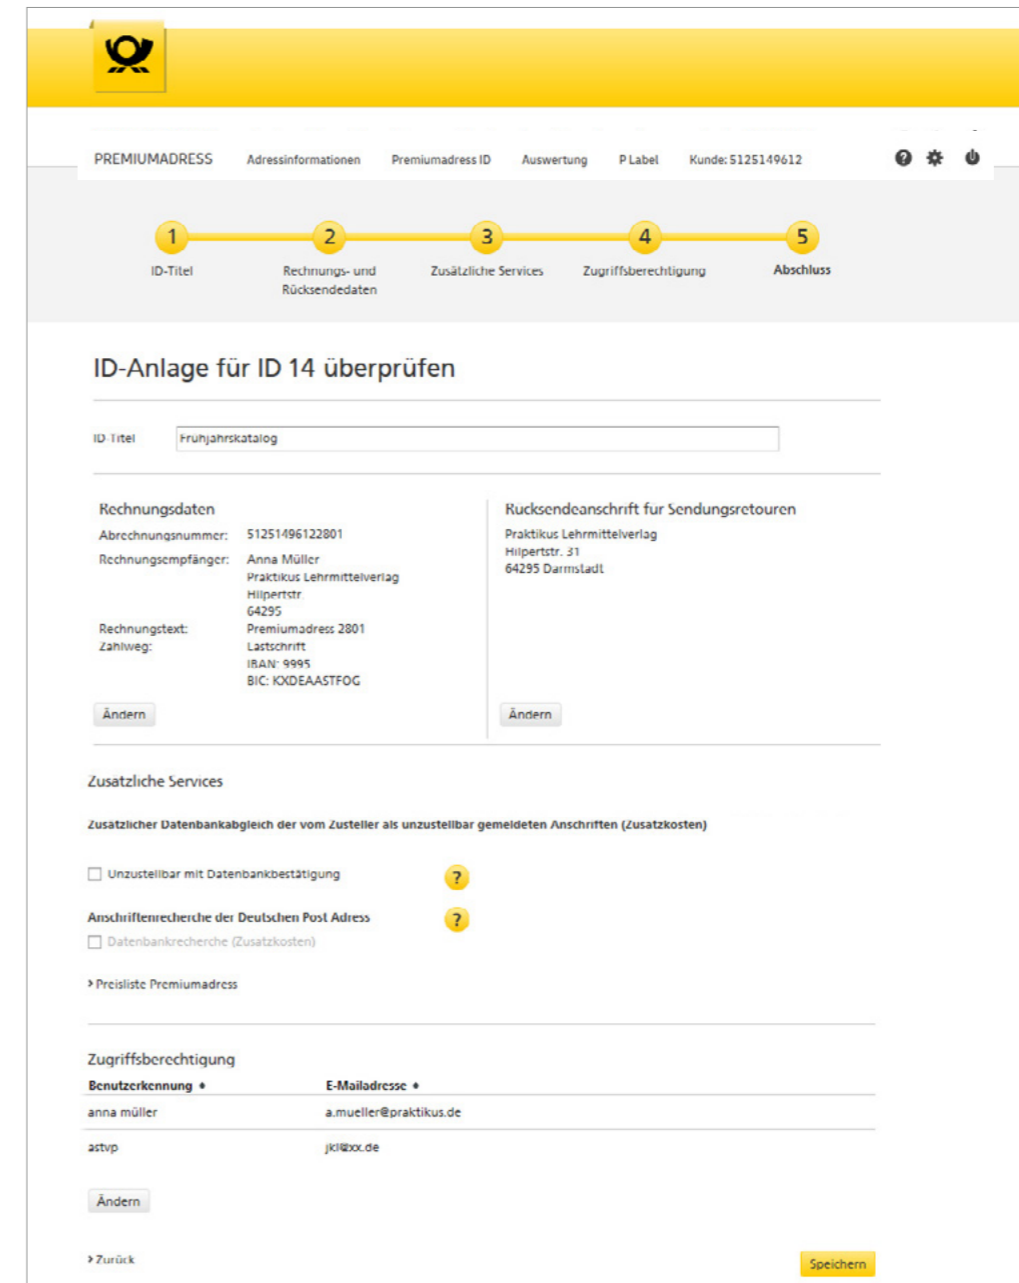 PREMIUMADRESS Adressinformationen Premiumadress ID Auswertung P Label Kunde: 5125149612
1 2 3 4 5
ID-Titel Rechnungs- und Zusätzliche Services Zugriffsberechtigung Abschluss
Rücksendedaten
ID-Anlage für ID 14 überprüfen
ID-Titel Frühjahrskatalog
Rechnungsdaten
Abrechnungsnummer: 51251496122801
Rechnungsempfänger: Anna Müller
Praktikus Lehrmittelverlag
Hilpertstr
64295
Rechnungstext: Premiumadress 2801
Zahlweg: Lastschrift
IBAN: 9995
BIC: KXDEAASTFOG
Ändern
Rücksendeanschrift für Sendungsretouren
Praktikus Lehrmittelverlag
Hilpertstr. 31
64295 Darmstadt
Ändern
Zusätzliche Services
Zusätzlicher Datenbankabgleich der vom Zusteller als unzustellbar gemeldeten Anschriften (Zusatzkosten)
Unzustellbar mit Datenbankbestätigung ?
Anschriftenrecherche der Deutschen Post Adress ?
Datenbankrecherche (Zusatzkosten)
› Preisliste Premiumadress
Zugriffsberechtigung
Benutzerkennung E-Mailadresse
anna müller a.mueller@praktikus.de
astvp jkl@xx.de
Ändern
› Zurück Speichern